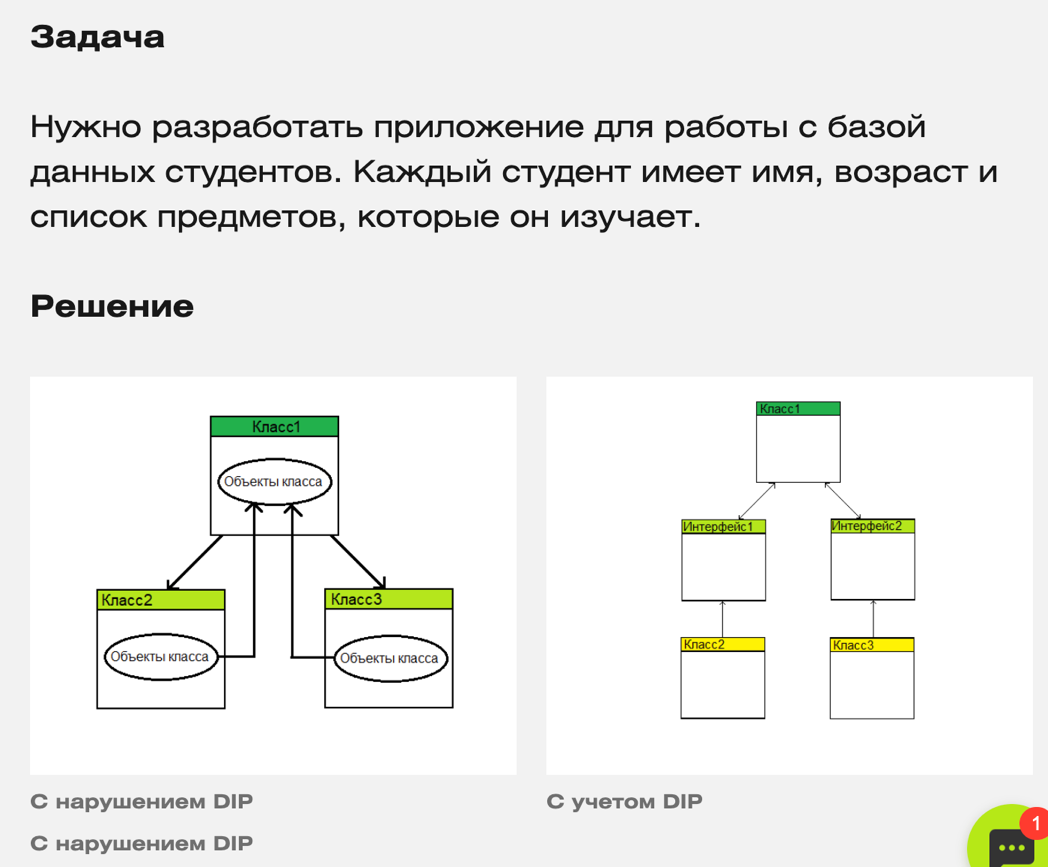 Задача
Нужно разработать приложение для работы с базой
данных студентов. Каждый студент имеет имя, возраст и
список предметов, которые он изучает.
Решение
Класс1
Объекты класса
Класс2
Класс3
Объекты класса
Объекты класса
Класс1
Интерфейс1
Интерфейс2
Класс2
Класс3
С нарушением DIP
С учетом DIP
С нарушением DIP
1